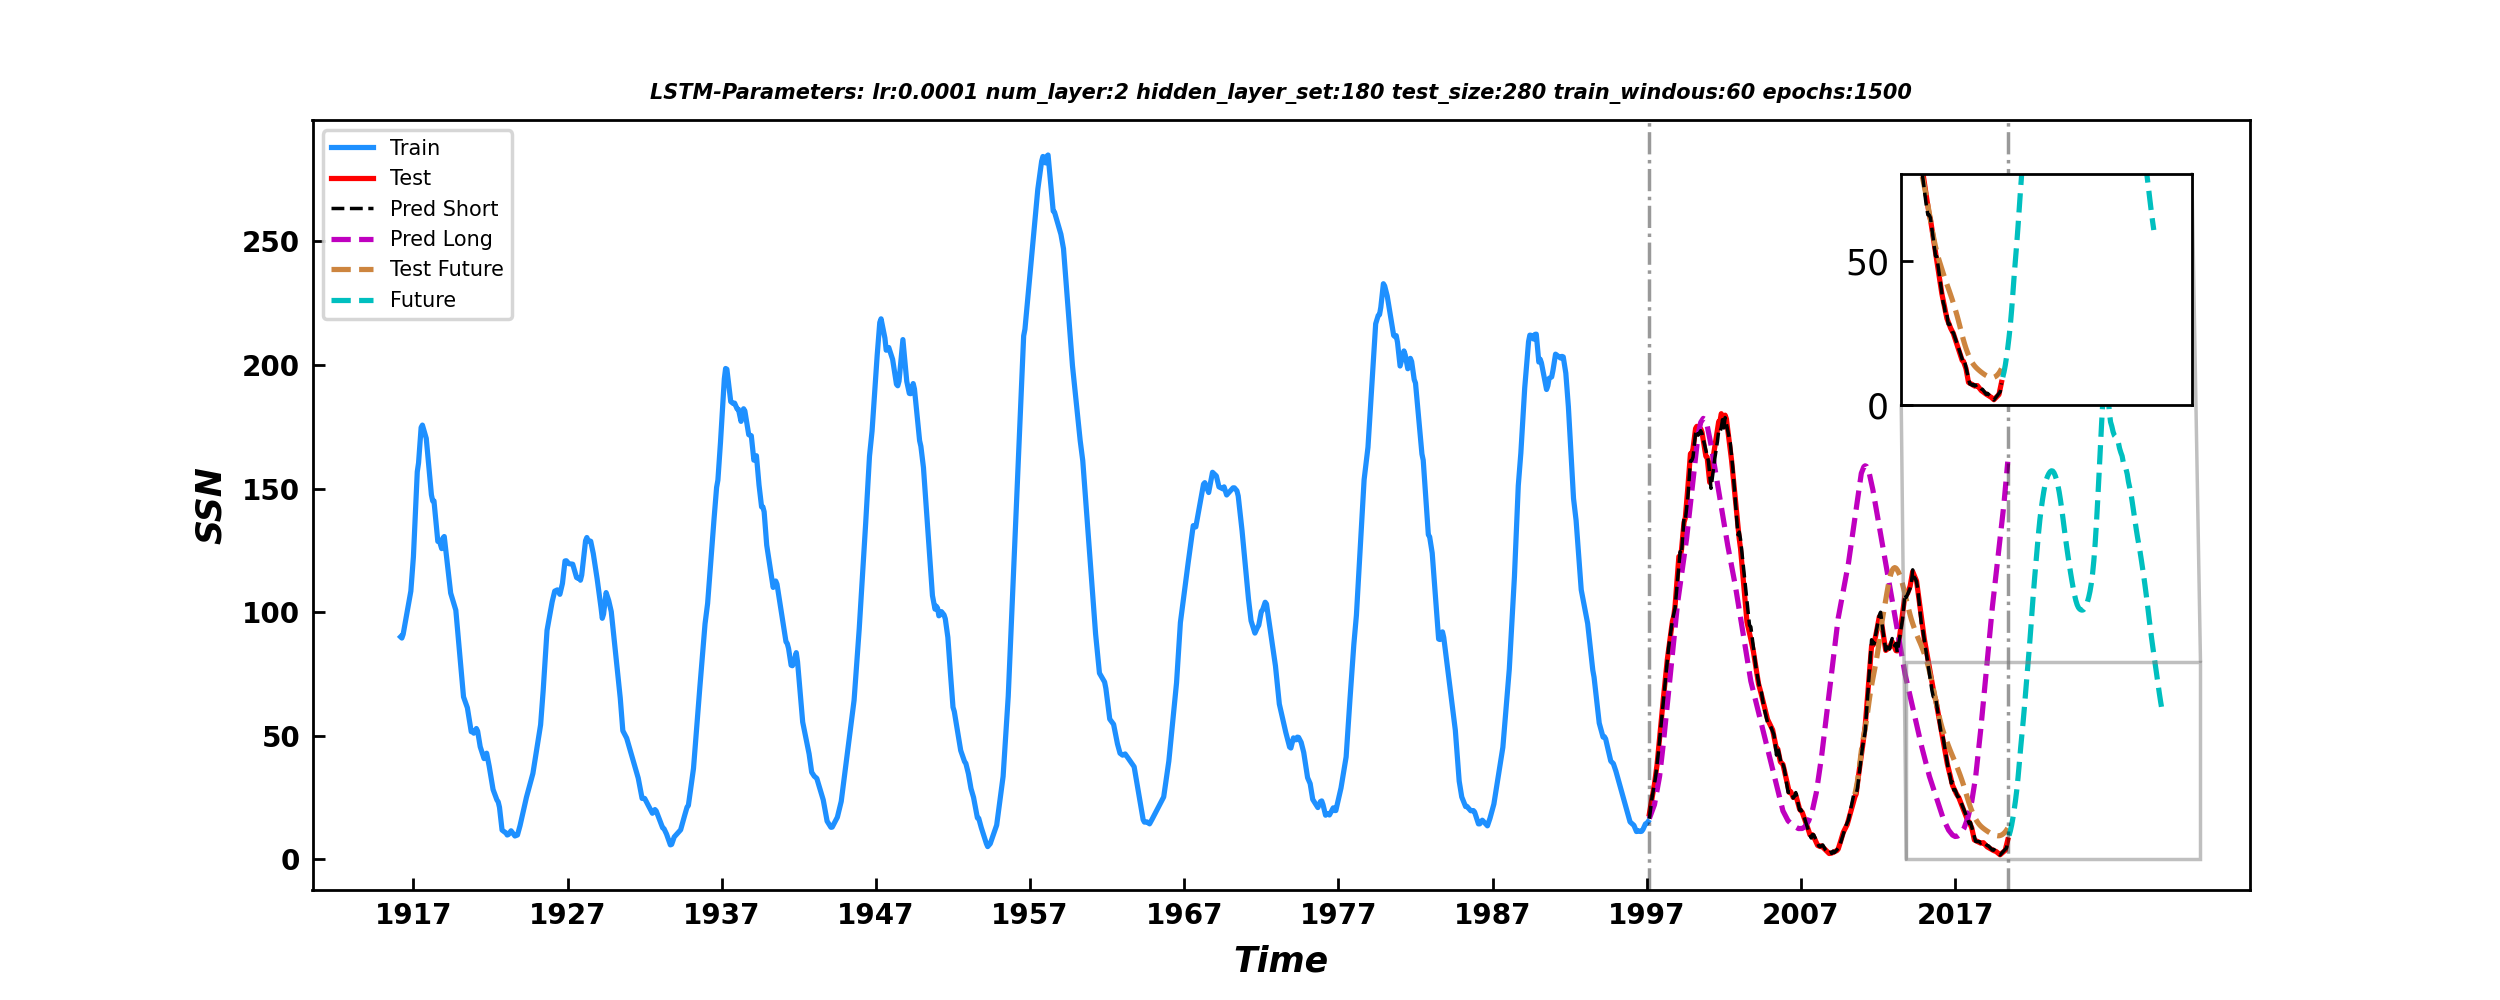 LSTM-Parameters: lr:0.0001 num_layer:2 hidden_layer_set:180 test_size:280 train_windous:60 epochs:1500
Train
Test
Pred Short
Pred Long
Test Future
Future
50
0
250
200
150
100
50
0
SSN
1917 1927 1937 1947 1957 1967 1977 1987 1997 2007 2017
Time